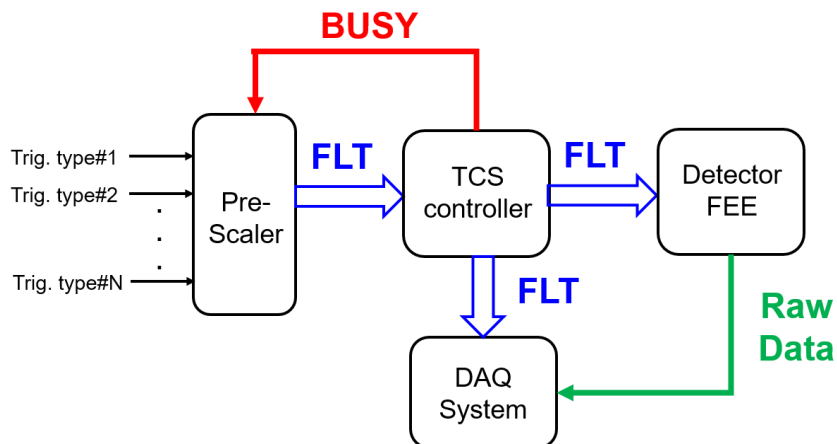 BUSY
Trig. type#1
Trig. type#2
.
.
.
Trig. type#N
Pre-
Scaler
FLT
TCS
controller
FLT
Detector
FEE
FLT
Raw
Data
DAQ
System